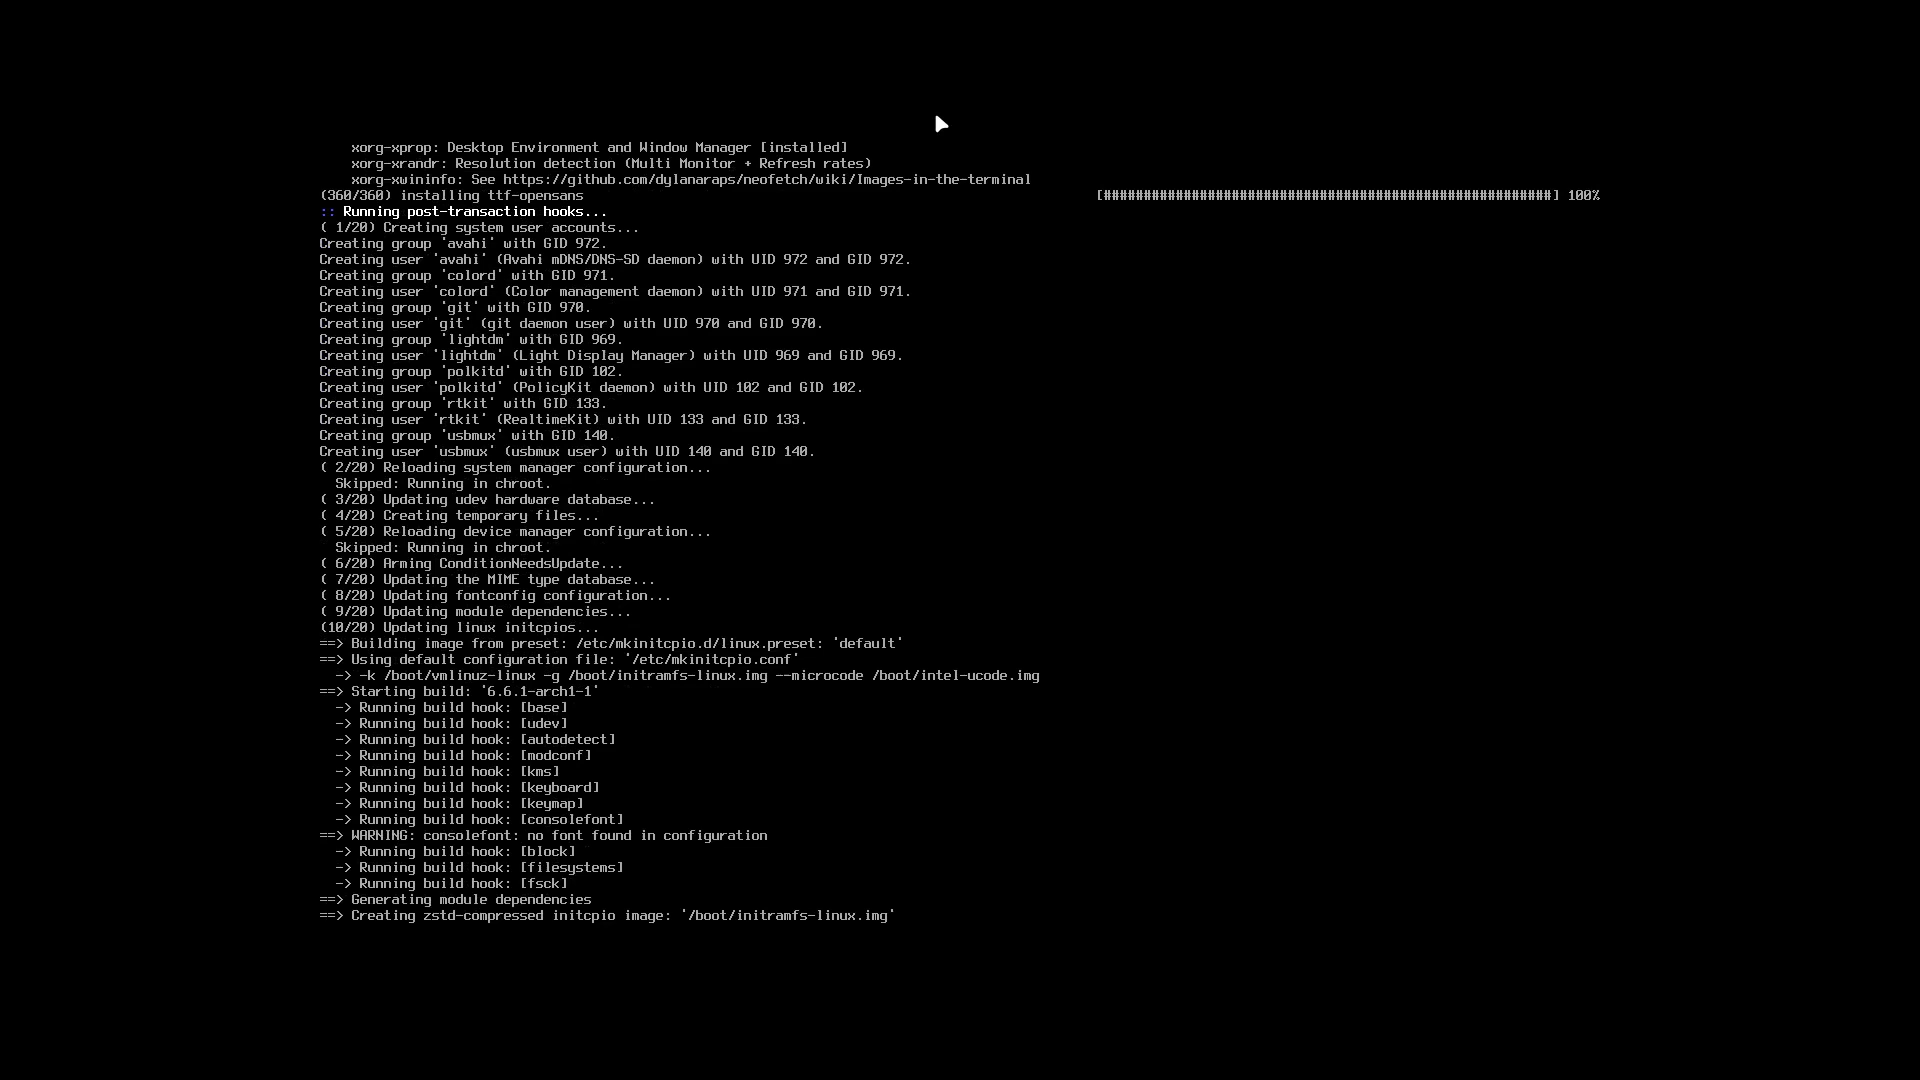 xorg-xprop: Desktop Environment and Window Manager [installed]
xorg-xrandr: Resolution detection (Multi Monitor + Refresh rates)
xorg-xwininfo: See https://github.com/dylanaraps/neofetch/wiki/Images-in-the-terminal
(360/360) installing ttf-opensans [########################################################] 100%
:: Running post-transaction hooks...
( 1/20) Creating system user accounts...
Creating group 'avahi' with GID 972.
Creating user 'avahi' (Avahi mDNS/DNS-SD daemon) with UID 972 and GID 972.
Creating group 'colord' with GID 971.
Creating user 'colord' (Color management daemon) with UID 971 and GID 971.
Creating group 'git' with GID 970.
Creating user 'git' (git daemon user) with UID 970 and GID 970.
Creating group 'lightdm' with GID 969.
Creating user 'lightdm' (Light Display Manager) with UID 969 and GID 969.
Creating group 'polkitd' with GID 102.
Creating user 'polkitd' (PolicyKit daemon) with UID 102 and GID 102.
Creating group 'rtkit' with GID 133.
Creating user 'rtkit' (RealtimeKit) with UID 133 and GID 133.
Creating group 'usbmux' with GID 140.
Creating user 'usbmux' (usbmux user) with UID 140 and GID 140.
( 2/20) Reloading system manager configuration...
Skipped: Running in chroot.
( 3/20) Updating udev hardware database...
( 4/20) Creating temporary files...
( 5/20) Reloading device manager configuration...
Skipped: Running in chroot.
( 6/20) Arming ConditionNeedsUpdate...
( 7/20) Updating the MIME type database...
( 8/20) Updating fontconfig configuration...
( 9/20) Updating module dependencies...
(10/20) Updating linux initcpios...
==> Building image from preset: /etc/mkinitcpio.d/linux.preset: 'default'
==> Using default configuration file: '/etc/mkinitcpio.conf'
-> -k /boot/vmlinuz-linux -g /boot/initramfs-linux.img --microcode /boot/intel-ucode.img
==> Starting build: '6.6.1-arch1-1'
-> Running build hook: [base]
-> Running build hook: [udev]
-> Running build hook: [autodetect]
-> Running build hook: [modconf]
-> Running build hook: [kms]
-> Running build hook: [keyboard]
-> Running build hook: [keymap]
-> Running build hook: [consolefont]
==> WARNING: consolefont: no font found in configuration
-> Running build hook: [block]
-> Running build hook: [filesystems]
-> Running build hook: [fsck]
==> Generating module dependencies
==> Creating zstd-compressed initcpio image: '/boot/initramfs-linux.img'